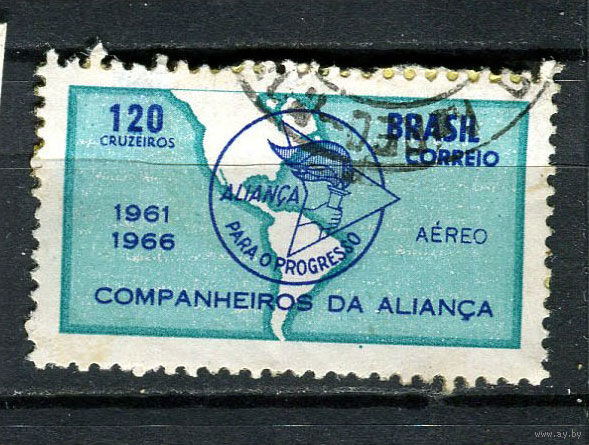 120
CRUZEIROS
BRASIL
CORREIO
ALIANÇA
PARA O PROGRESSO
1961
1966
AÉREO
COMPANHEIROS DA ALIANÇA
www.ay.by